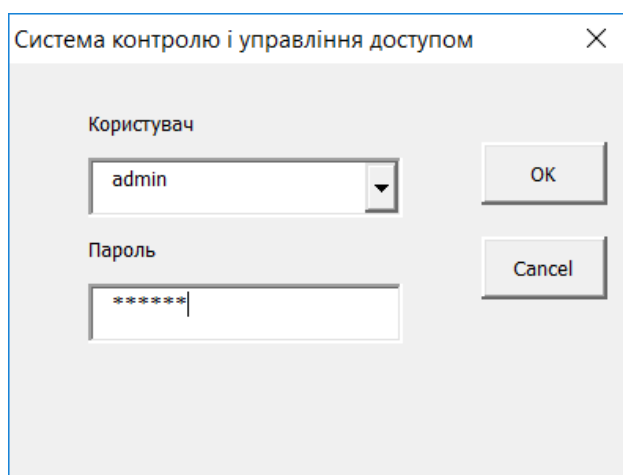 Система контролю і управління доступом
Користувач
admin
OK
Пароль
******
Cancel